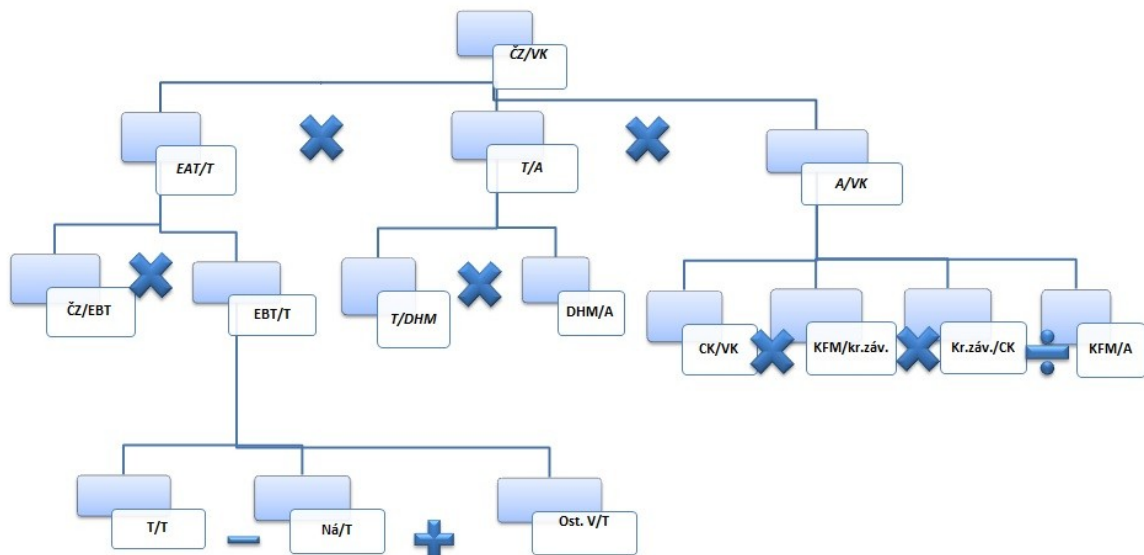 ČZ/VK
EAT/T
T/A
A/VK
ČZ/EBT
EBT/T
T/DHM
DHM/A
CK/VK
KFM/kr.záv.
Kr.záv./CK
KFM/A
T/T
Ná/T
Ost. V/T